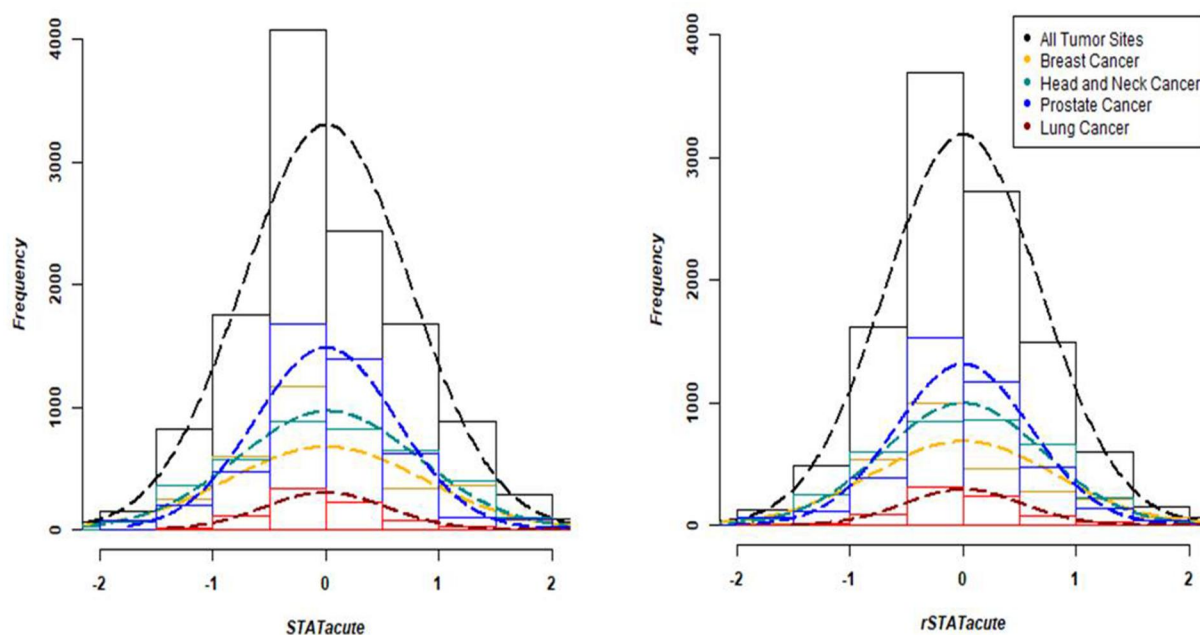 4000
3000
2000
1000
0
Frequency
-2 -1 0 1 2
STATacute
4000
3000
2000
1000
0
Frequency
-2 -1 0 1 2
rSTATacute
All Tumor Sites
Breast Cancer
Head and Neck Cancer
Prostate Cancer
Lung Cancer